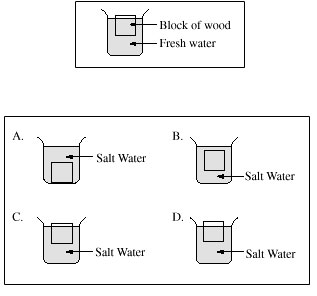 Block of wood
Fresh water
A.
Salt Water
B.
Salt Water
C.
Salt Water
D.
Salt Water